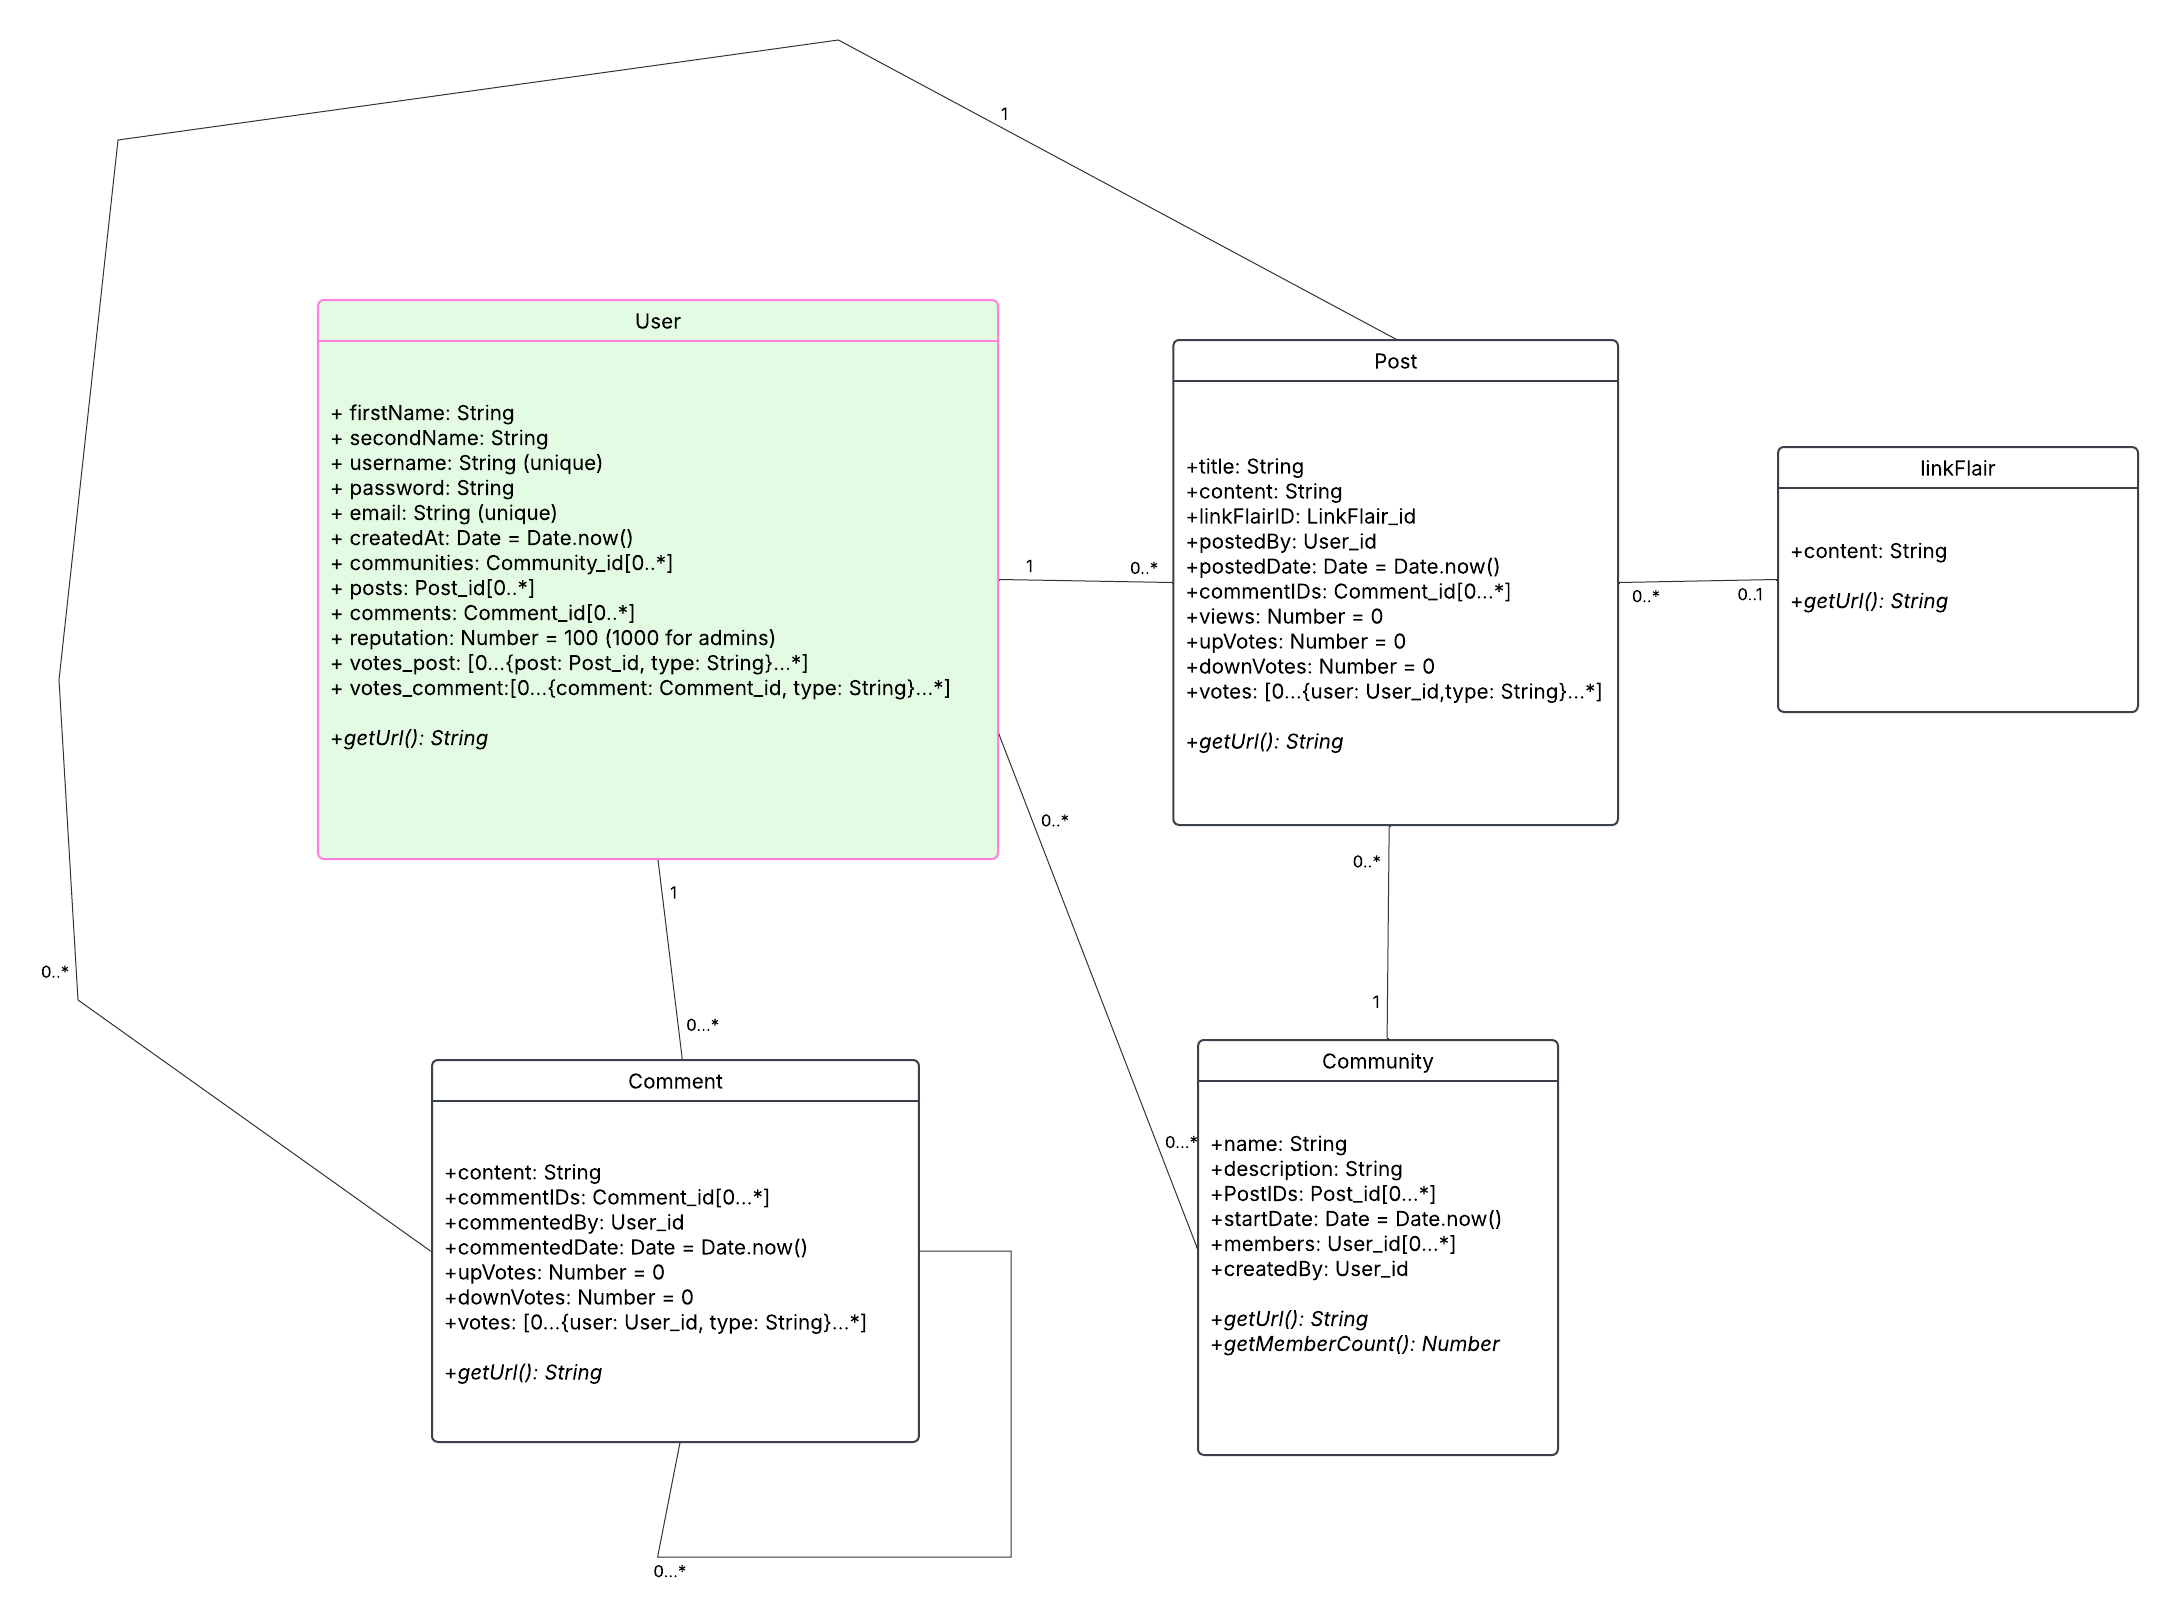 1
User
+ firstName: String
+ secondName: String
+ username: String (unique)
+ password: String
+ email: String (unique)
+ createdAt: Date = Date.now()
+ communities: Community_id[0..*]
+ posts: Post_id[0..*]
+ comments: Comment_id[0..*]
+ reputation: Number = 100 (1000 for admins)
+ votes_post: [0...{post: Post_id, type: String}...*]
+ votes_comment:[0...{comment: Comment_id, type: String}...*]
+getUrl(): String
1
0..*
Post
+title: String
+content: String
+linkFlairID: LinkFlair_id
+postedBy: User_id
+postedDate: Date = Date.now()
+commentIDs: Comment_id[0...*]
+views: Number = 0
+upVotes: Number = 0
+downVotes: Number = 0
+votes: [0...{user: User_id,type: String}...*]
+getUrl(): String
0..*
0..1
linkFlair
+content: String
+getUrl(): String
0..*
0..*
1
1
0..*
0...*
0...*
Comment
+content: String
+commentIDs: Comment_id[0...*]
+commentedBy: User_id
+commentedDate: Date = Date.now()
+upVotes: Number = 0
+downVotes: Number = 0
+votes: [0...{user: User_id, type: String}...*]
+getUrl(): String
0...*
Community
+name: String
+description: String
+PostIDs: Post_id[0...*]
+startDate: Date = Date.now()
+members: User_id[0...*]
+createdBy: User_id
+getUrl(): String
+getMemberCount(): Number